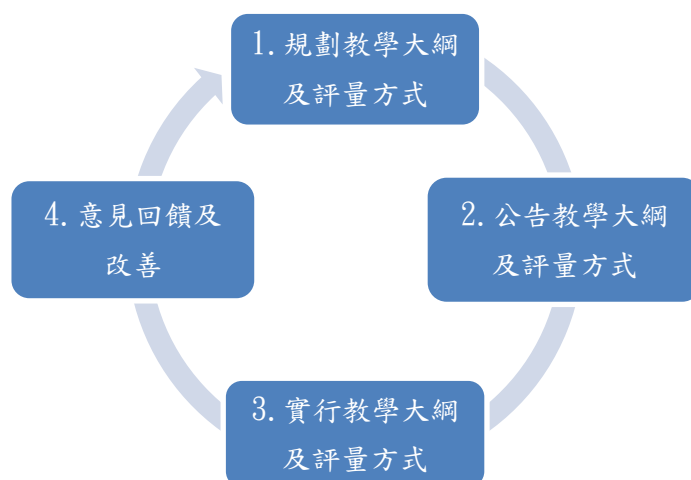 1.規劃教學大綱
及評量方式
2.公告教學大綱
及評量方式
3.實行教學大綱
及評量方式
4.意見回饋及
改善